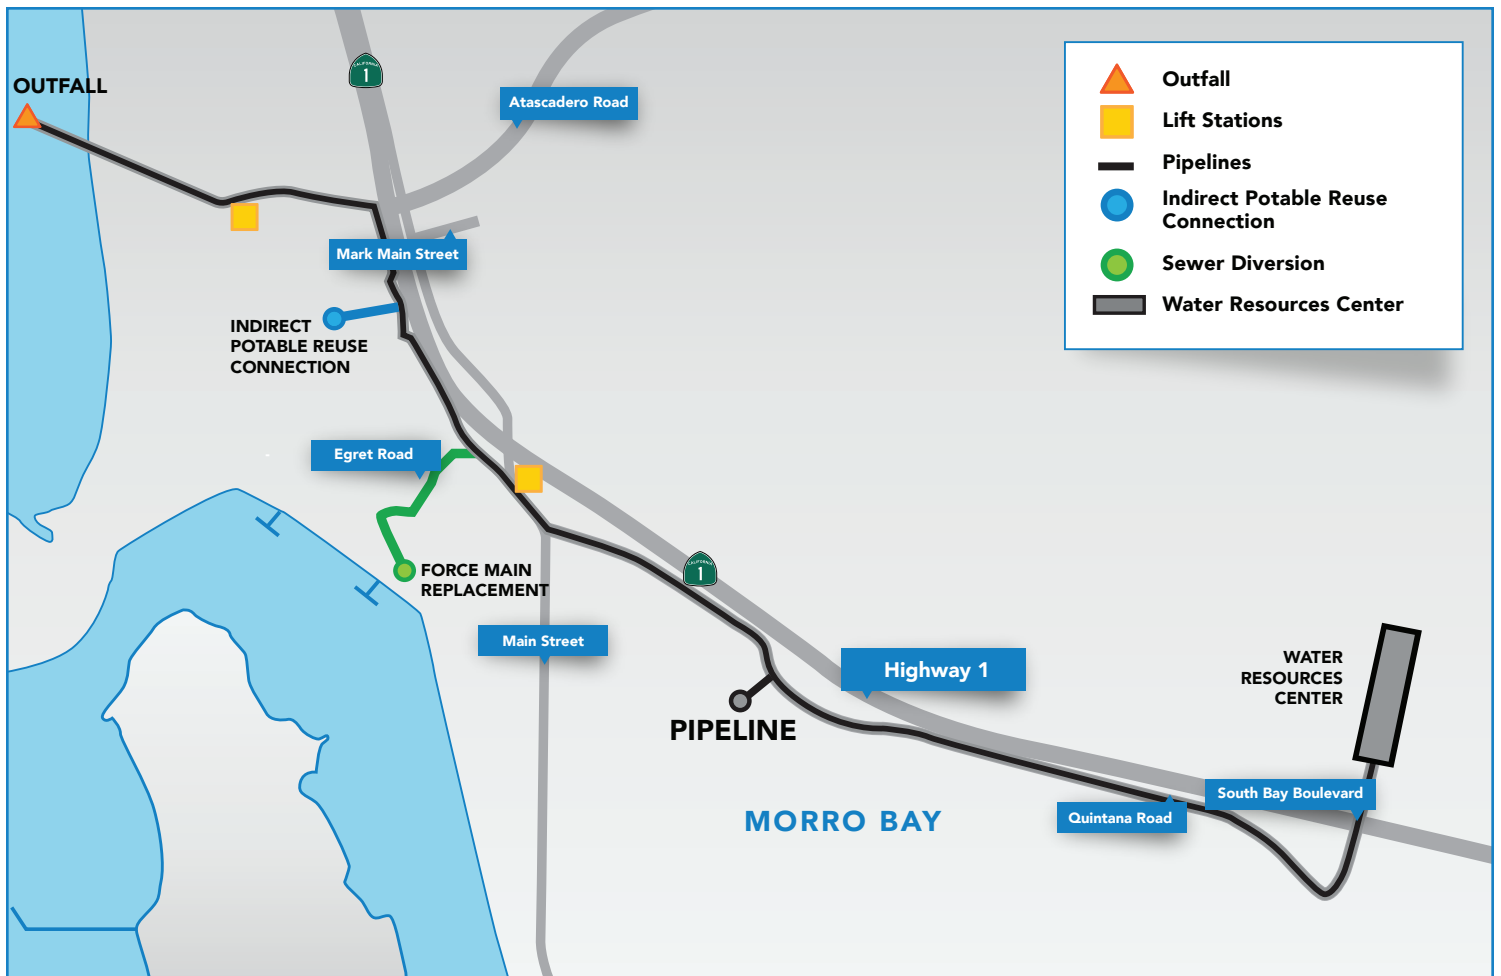 OUTFALL
CALIFORNIA
1
Atascadero Road
Outfall
Lift Stations
Pipelines
Indirect Potable Reuse
Connection
Sewer Diversion
Water Resources Center
Mark Main Street
INDIRECT
POTABLE REUSE
CONNECTION
Egret Road
FORCE MAIN
REPLACEMENT
CALIFORNIA
1
Main Street
Highway 1
WATER
RESOURCES
CENTER
PIPELINE
South Bay Boulevard
Quintana Road
MORRO BAY